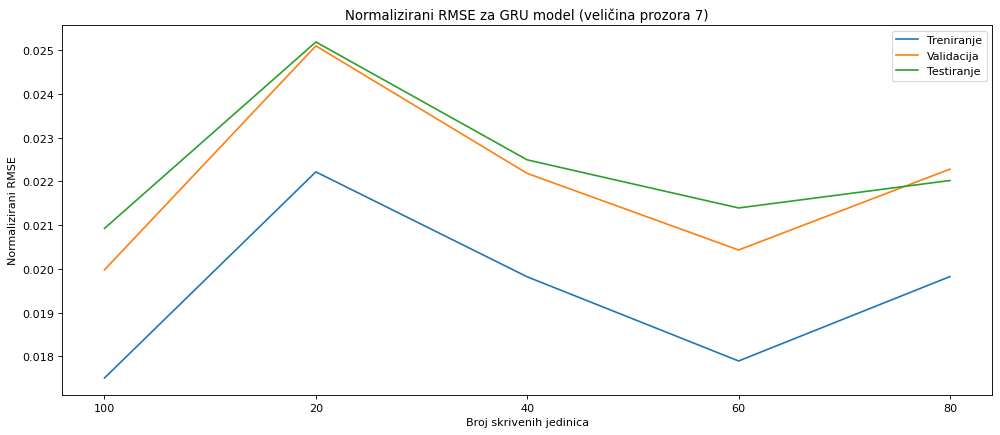 Normalizirani RMSE za GRU model (veličina prozora 7)
Treniranje
Validacija
Testiranje
Normalizirani RMSE
0.025
0.024
0.023
0.022
0.021
0.020
0.019
0.018
100
20
40
60
80
Broj skrivenih jedinica